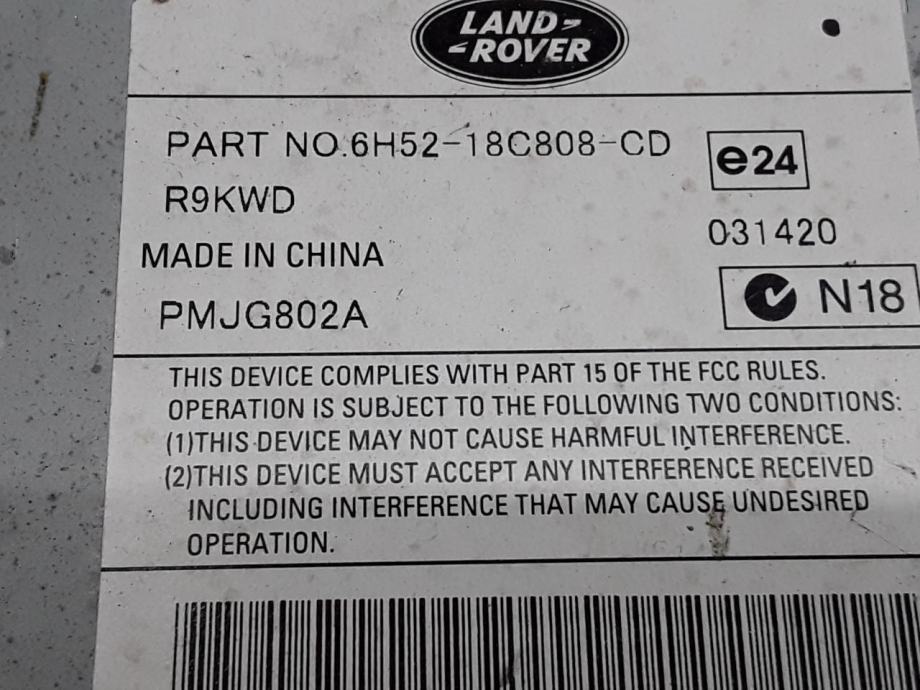 LAND
ROVER
PART NO.6H52-18C808-CD
e24
R9KWD
031420
MADE IN CHINA
N18
PMJG802A
THIS DEVICE COMPLIES WITH PART 15 OF THE FCC RULES.
OPERATION IS SUBJECT TO THE FOLLOWING TWO CONDITIONS:
(1)THIS DEVICE MAY NOT CAUSE HARMFUL INTERFERENCE.
(2)THIS DEVICE MUST ACCEPT ANY INTERFERENCE RECEIVED
INCLUDING INTERFERENCE THAT MAY CAUSE UNDESIRED
OPERATION.